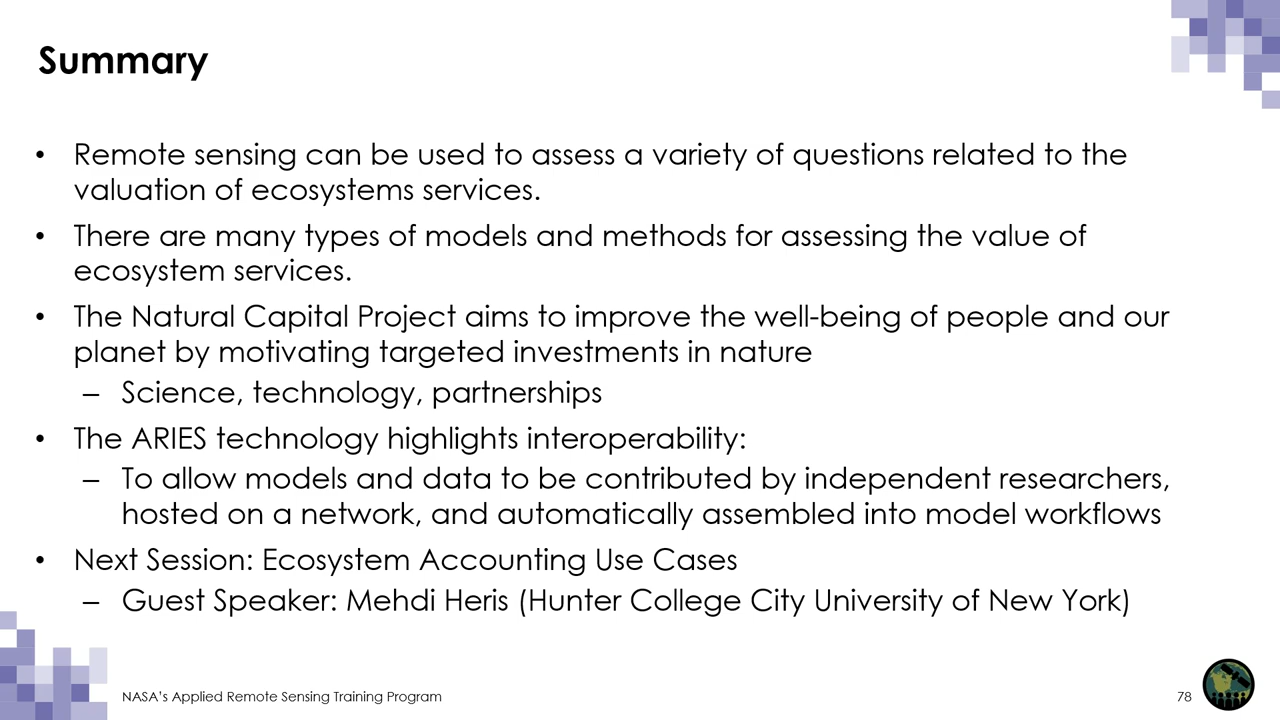 Summary
• Remote sensing can be used to assess a variety of questions related to the
valuation of ecosystems services.
• There are many types of models and methods for assessing the value of
ecosystem services.
• The Natural Capital Project aims to improve the well-being of people and our
planet by motivating targeted investments in nature
– Science, technology, partnerships
• The ARIES technology highlights interoperability:
– To allow models and data to be contributed by independent researchers,
hosted on a network, and automatically assembled into model workflows
• Next Session: Ecosystem Accounting Use Cases
– Guest Speaker: Mehdi Heris (Hunter College City University of New York)
NASA's Applied Remote Sensing Training Program
78